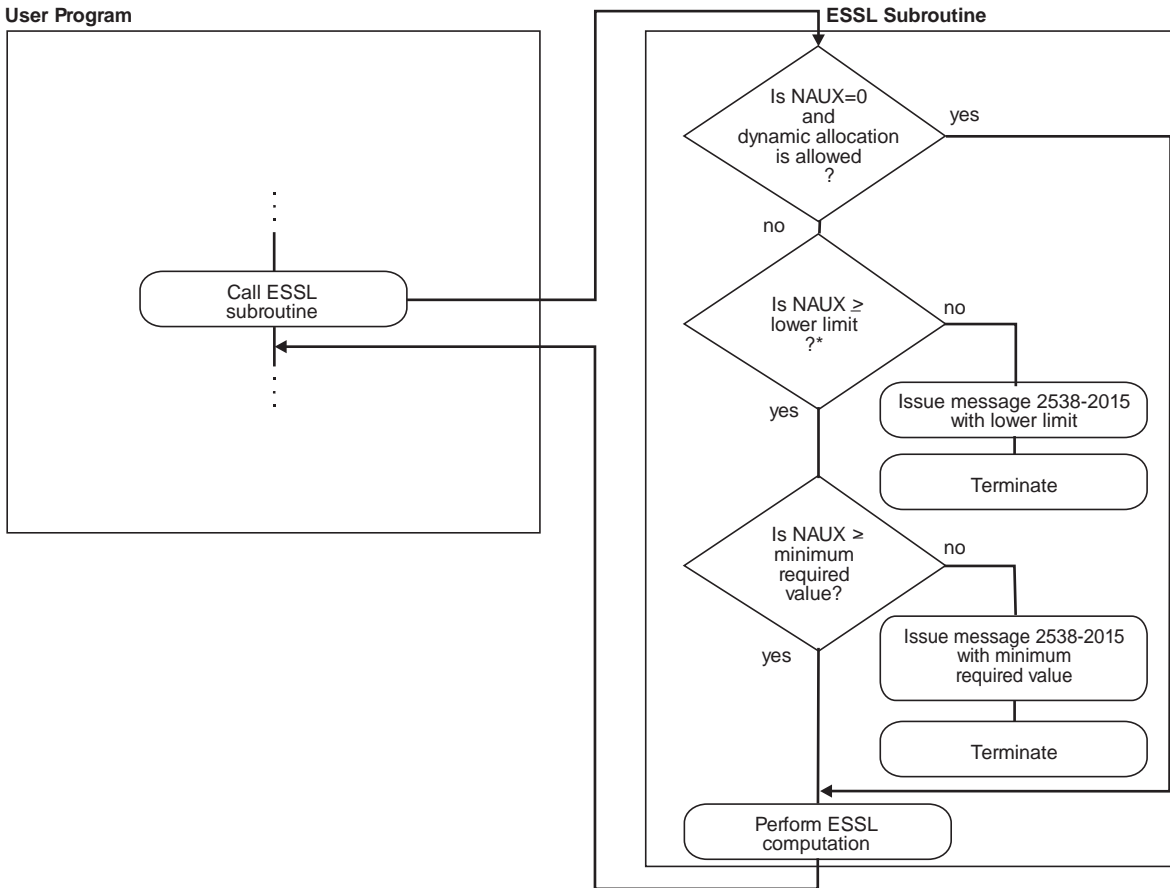 User Program
ESSL Subroutine
Is NAUX=0
and
dynamic allocation
is allowed
?
yes
no
Call ESSL
subroutine
Is NAUX ≥
lower limit
?*
no
yes
Issue message 2538-2015
with lower limit
Terminate
Is NAUX ≥
minimum
required
value?
no
yes
Issue message 2538-2015
with minimum
required value
Terminate
Perform ESSL
computation